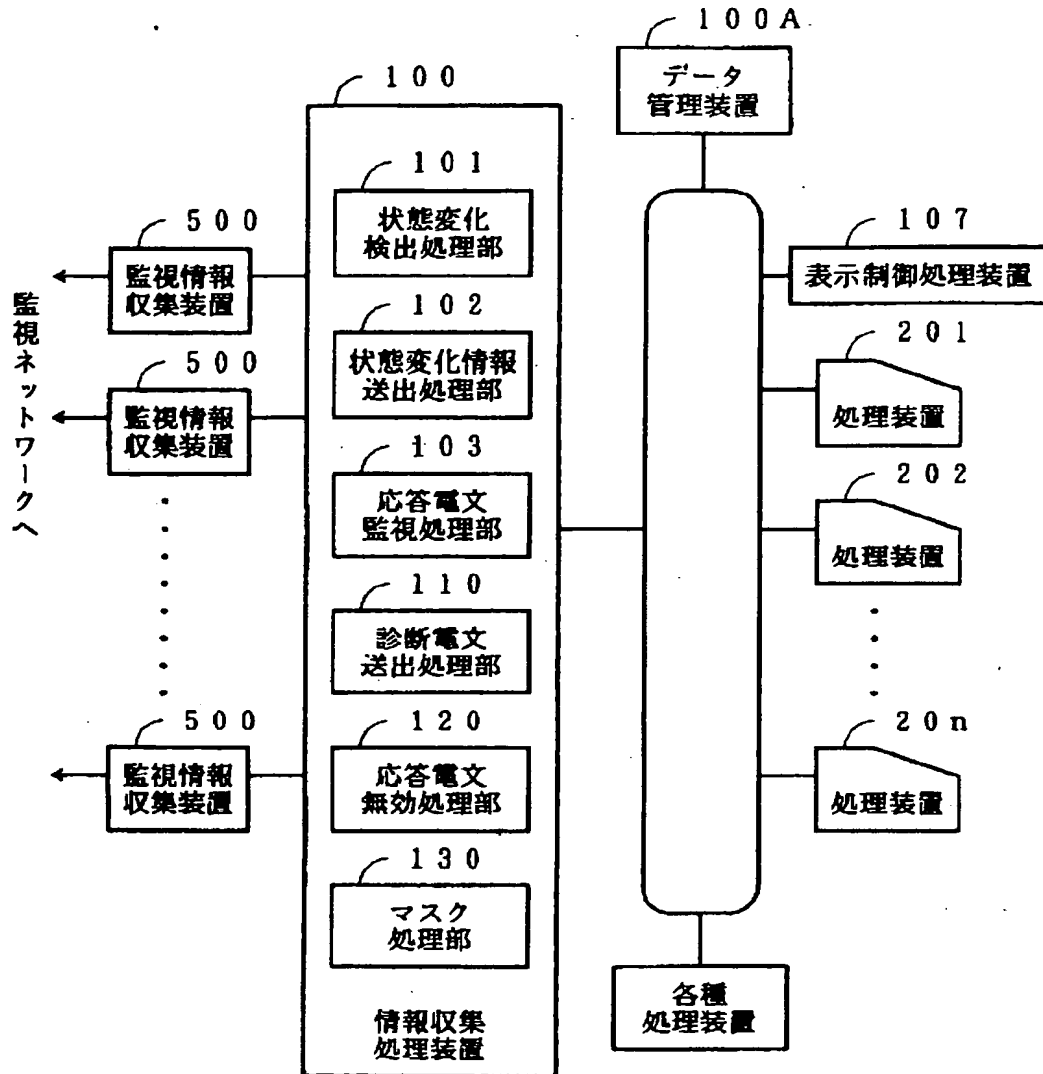 100A
データ
管理装置
100
101
状態変化
検出処理部
500
監視情報
収集装置
107
表示制御処理装置
監視ネットワークへ
102
状態変化情報
送出処理部
500
監視情報
収集装置
201
処理装置
103
応答電文
監視処理部
202
処理装置
110
診断電文
送出処理部
500
監視情報
収集装置
120
応答電文
無効処理部
20n
処理装置
130
マスク
処理部
情報収集
処理装置
各種
処理装置